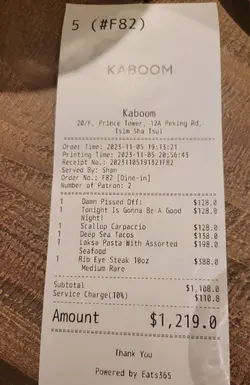 5 (#F82)
KABOOM
Kaboom
20/F, Prince Tower, 12A Peking Rd.
Tsim Sha Tsui
Order Time: 2023-11-05 19:13:21
Printing Time: 2023-11-05 20:56:43
Receipt No.: 20231105191321F82
Served By: Shan
Order No.: F82 [Dine-in]
Number of Patron: 2
1 Damn Pissed Off! $128.0
1 Tonight Is Gonna Be A Good $128.0
Night!
1 Scallop Carpaccio $128.0
1 Deep Sea Tacos $138.0
1 Laksa Pasta With Assorted $198.0
Seafood
1 Rib Eye Steak 10oz $388.0
Medium Rare
Subtotal $1,108.0
Service Charge(10%) $110.8
Amount $1,219.0
Thank You
Powered by Eats365